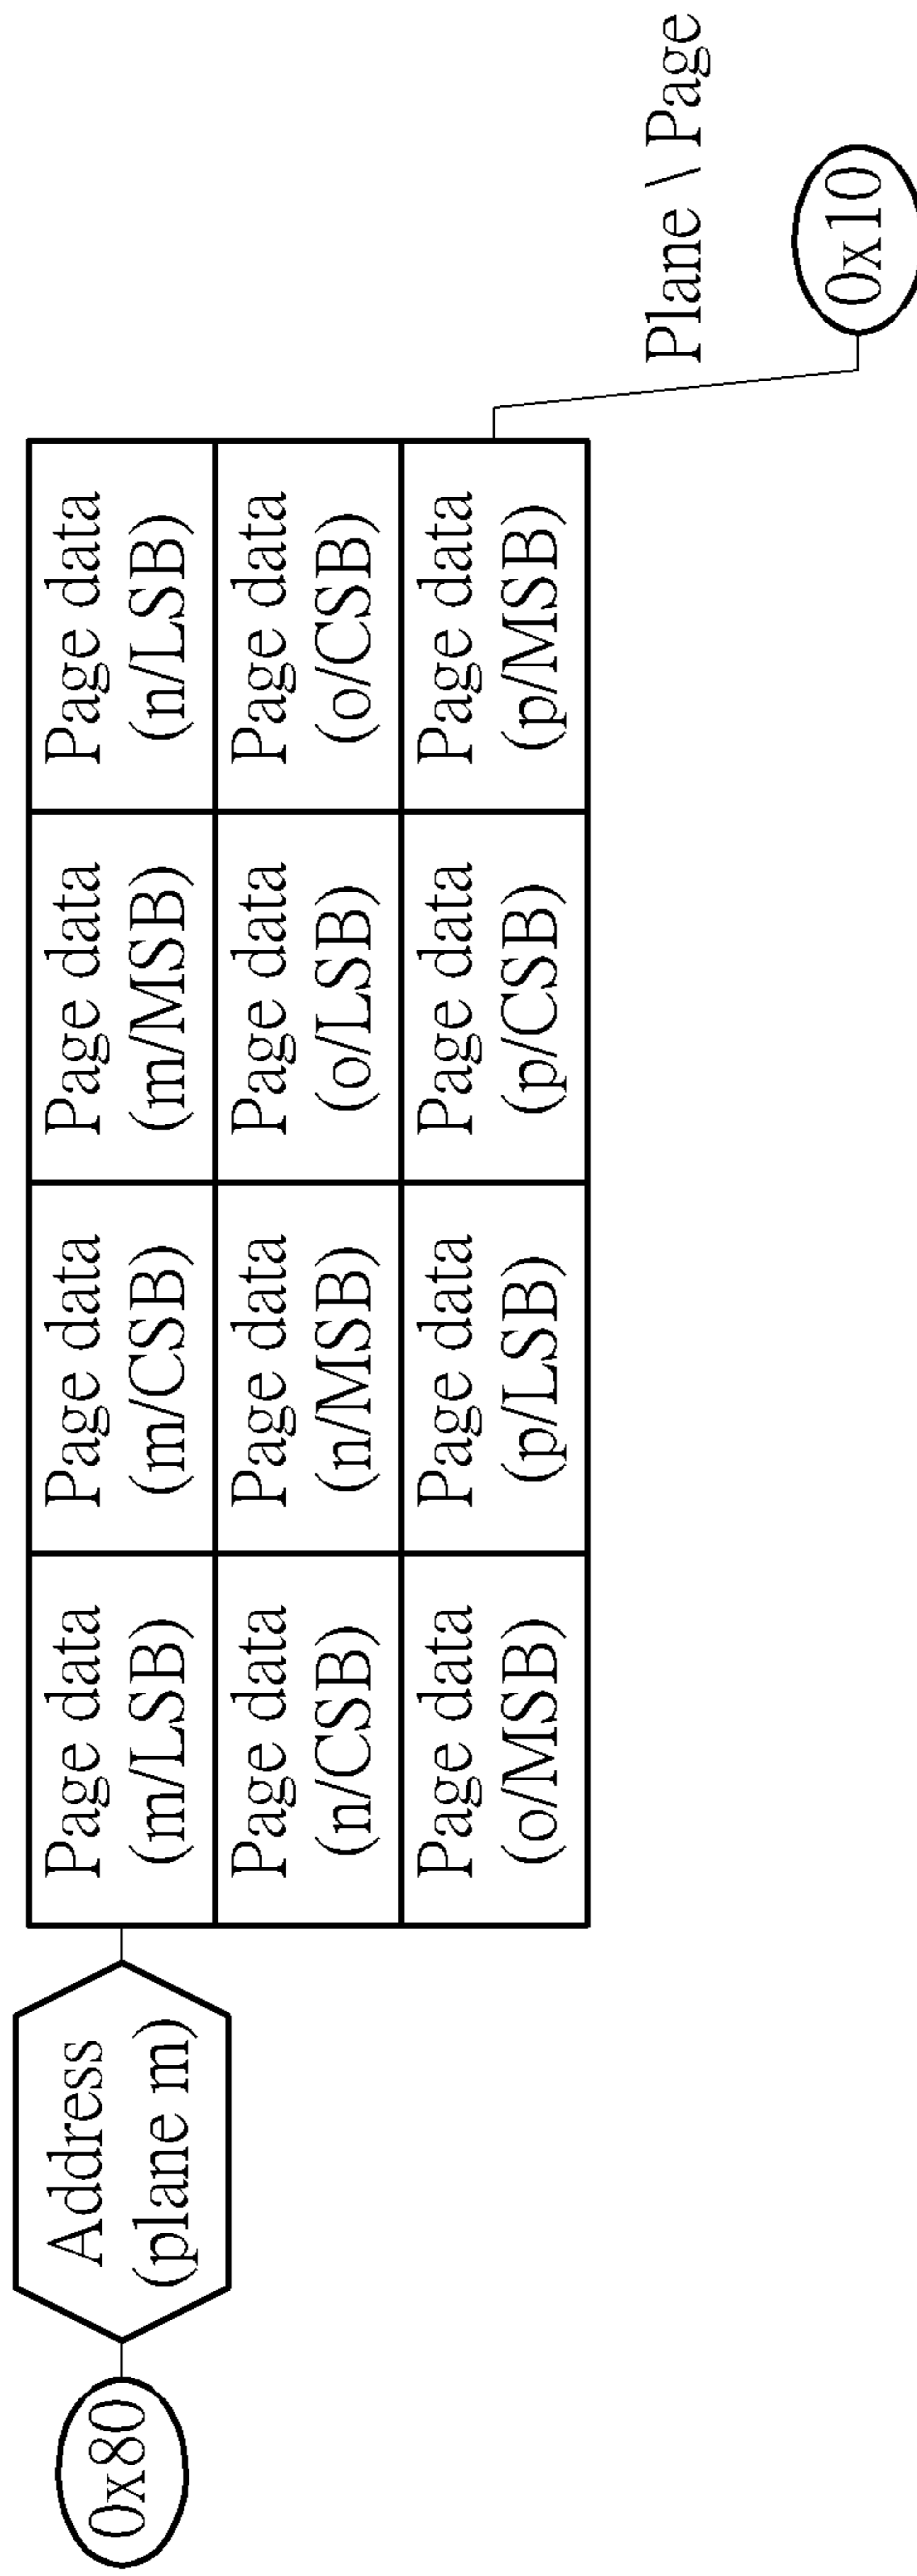 0x80
Address
(plane m)
Page data
(m/LSB)
Page data
(m/CSB)
Page data
(m/MSB)
Page data
(n/LSB)
Page data
(n/CSB)
Page data
(n/MSB)
Page data
(o/LSB)
Page data
(o/CSB)
Page data
(o/MSB)
Page data
(p/LSB)
Page data
(p/CSB)
Page data
(p/MSB)
Plane \ Page
0x10